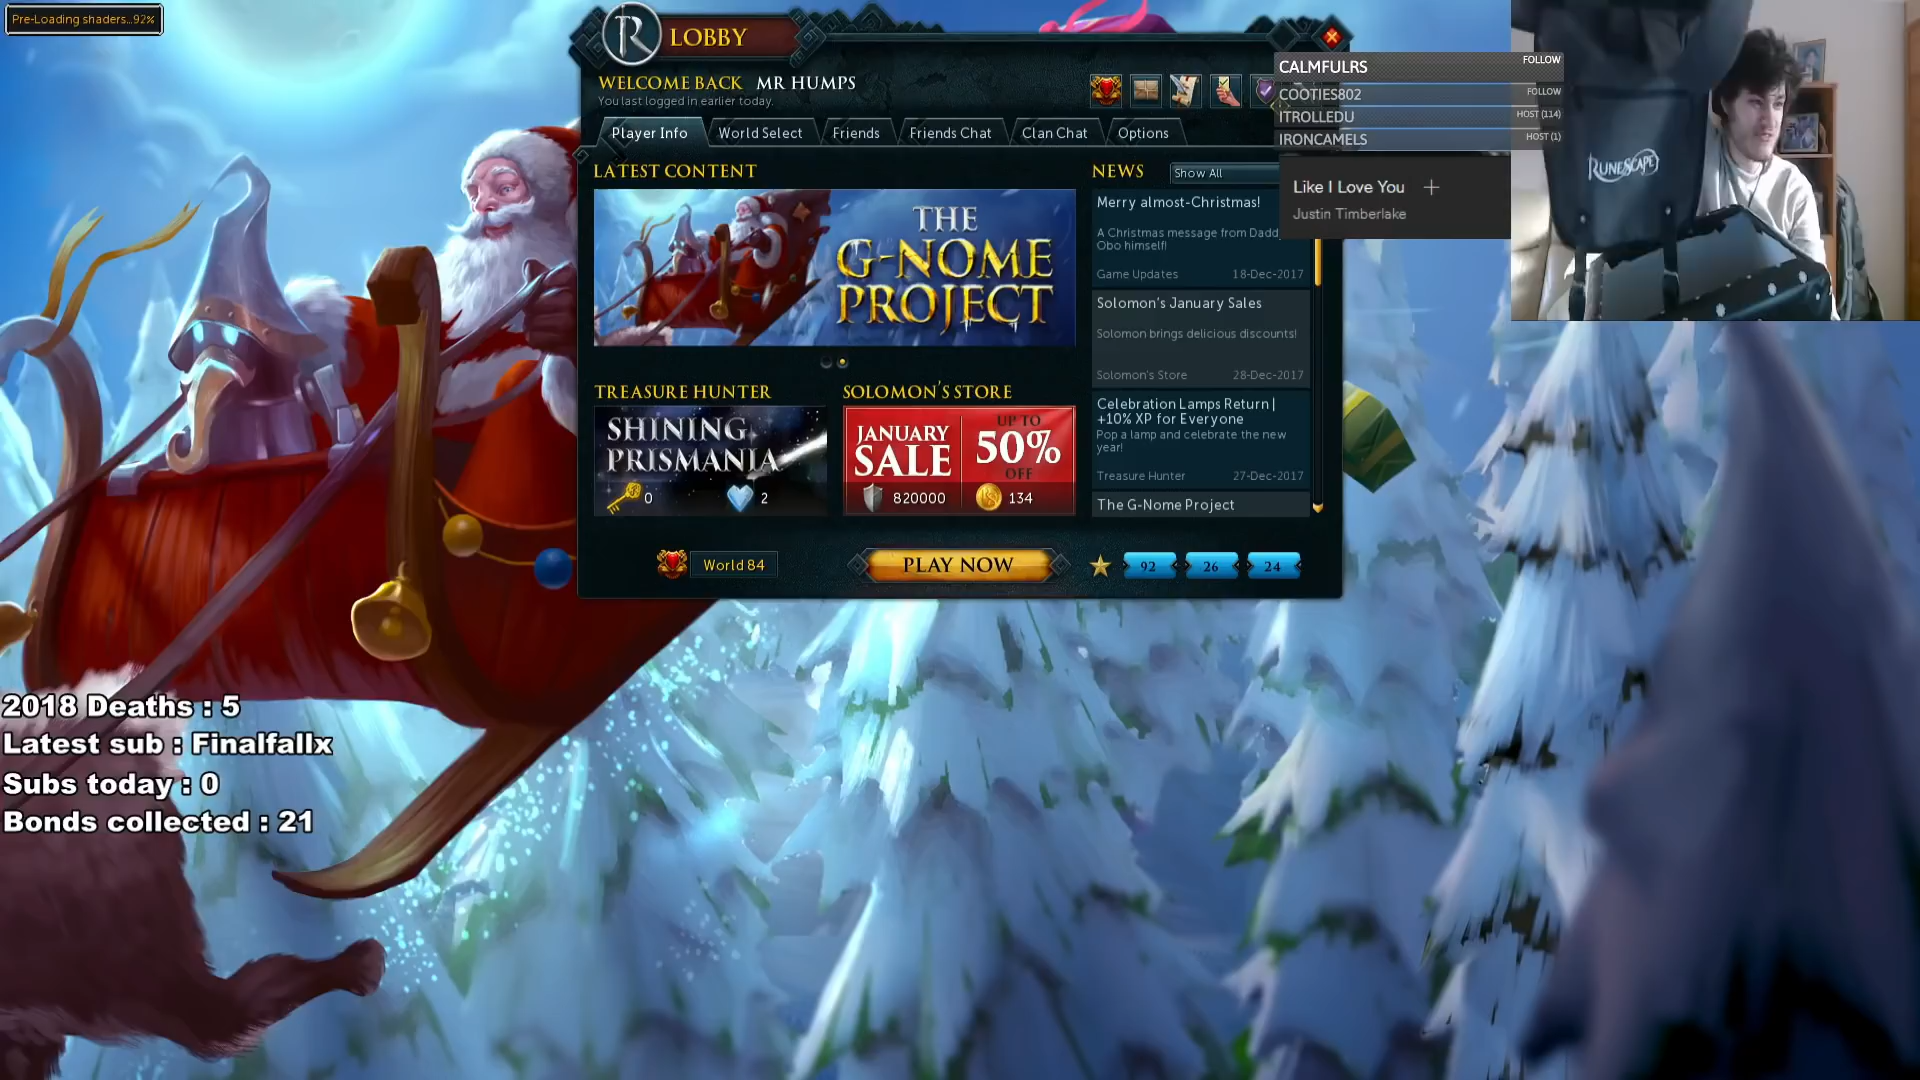 Pre-Loading shaders...92%
LOBBY
WELCOME BACK MR HUMPS
You last logged in earlier today.
Player Info
World Select
Friends
Friends Chat
Clan Chat
Options
LATEST CONTENT
THE
G-NOME
PROJECT
NEWS
Show All
Merry almost-Christmas!
A Christmas message from Daddy
Obo himself!
Game Updates 18-Dec-2017
Solomon's January Sales
Solomon brings delicious discounts!
Solomon's Store 28-Dec-2017
Celebration Lamps Return |
+10% XP for Everyone
Pop a lamp and celebrate the new
year!
Treasure Hunter 27-Dec-2017
The G-Nome Project
TREASURE HUNTER
SHINING
PRISMANIA
0 2
SOLOMON'S STORE
JANUARY
SALE
UP TO
50%
OFF
820000 134
World 84
PLAY NOW
92 26 24
CALMFULRS FOLLOW
COOTIES802 FOLLOW
ITROLLEDU HOST (114)
IRONCAMELS HOST (1)
Like I Love You
Justin Timberlake
RUNESCAPE
2018 Deaths : 5
Latest sub : Finalfallx
Subs today : 0
Bonds collected : 21